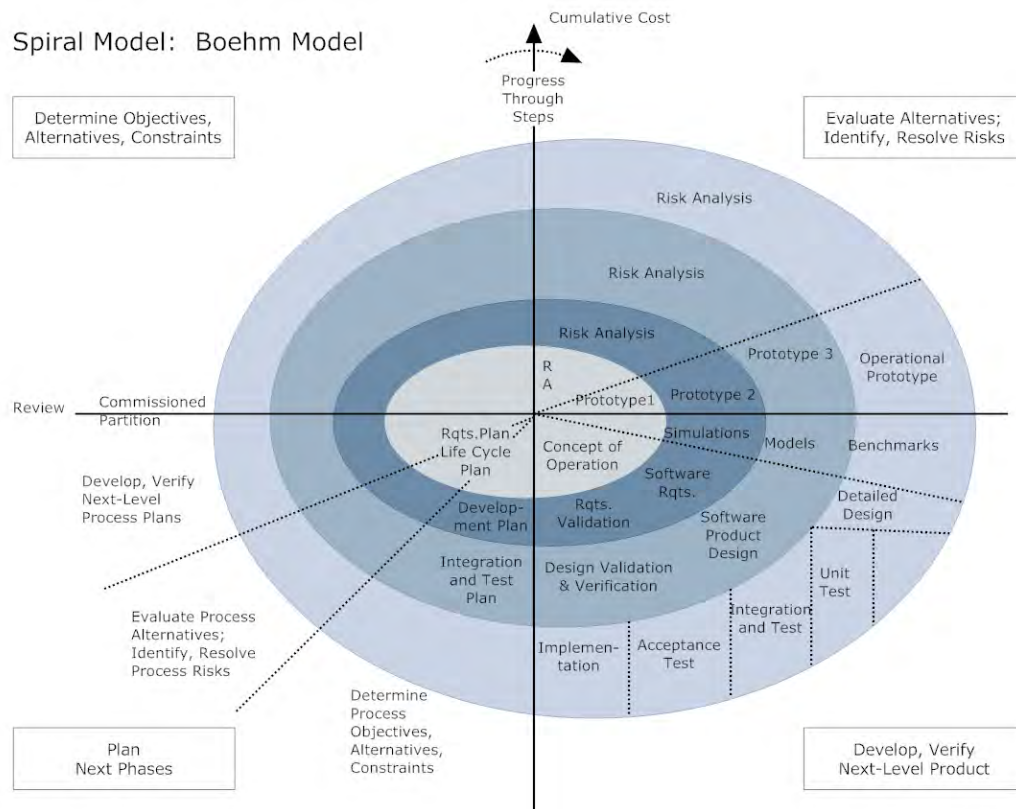 Spiral Model: Boehm Model
Cumulative Cost
Progress
Through
Steps
Determine Objectives,
Alternatives, Constraints
Evaluate Alternatives;
Identify, Resolve Risks
Risk Analysis
Risk Analysis
Risk Analysis
R
A
Prototype1
Prototype 2
Prototype 3
Operational
Prototype
Review
Commissioned
Partition
Rqts.Plan
Life Cycle
Plan
Concept of
Operation
Simulations
Models
Benchmarks
Develop, Verify
Next-Level
Process Plans
Develop-
ment Plan
Rqts.
Validation
Software
Rqts.
Software
Product
Design
Detailed
Design
Integration
and Test
Plan
Design Validation
& Verification
Unit
Test
Integration
and Test
Acceptance
Test
Implemen-
tation
Evaluate Process
Alternatives;
Identify, Resolve
Process Risks
Determine
Process
Objectives,
Alternatives,
Constraints
Plan
Next Phases
Develop, Verify
Next-Level Product